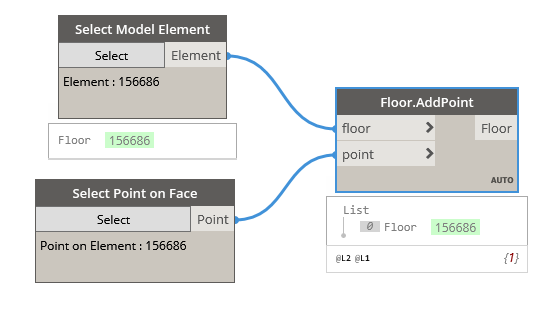 Select Model Element
Select
Element
Element : 156686
Floor 156686
Select Point on Face
Select
Point
Point on Element : 156686
Floor.AddPoint
floor > Floor
point >
AUTO
List
0 Floor 156686
@L2 @L1 {1}